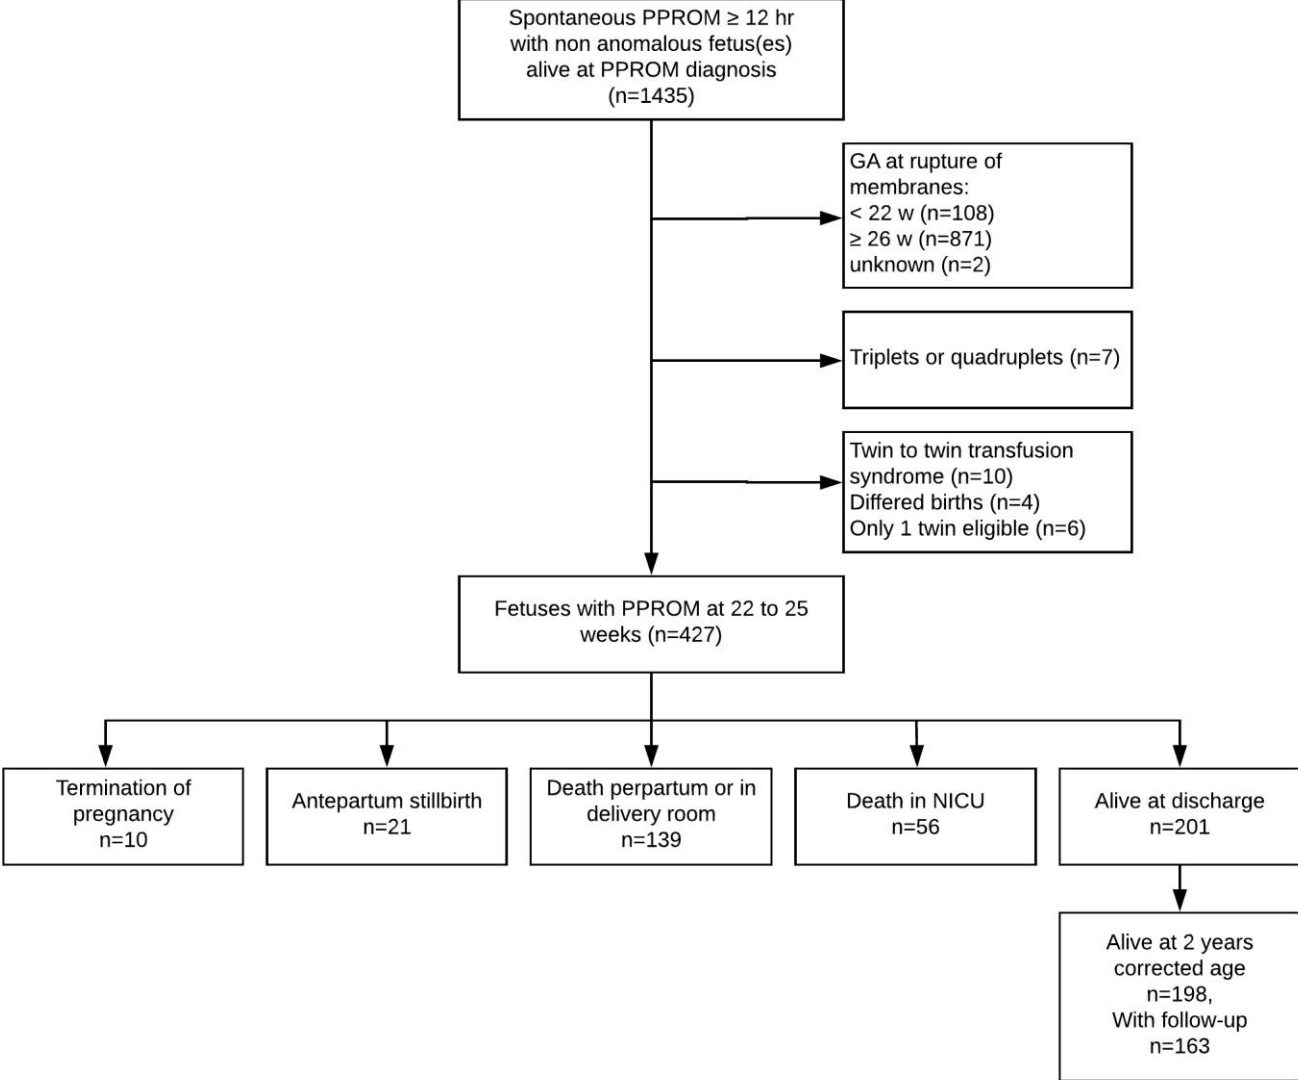 Spontaneous PPROM ≥ 12 hr
with non anomalous fetus(es)
alive at PPROM diagnosis
(n=1435)
GA at rupture of
membranes:
< 22 w (n=108)
≥ 26 w (n=871)
unknown (n=2)
Triplets or quadruplets (n=7)
Twin to twin transfusion
syndrome (n=10)
Differed births (n=4)
Only 1 twin eligible (n=6)
Fetuses with PPROM at 22 to 25
weeks (n=427)
Termination of
pregnancy
n=10
Antepartum stillbirth
n=21
Death perpartum or in
delivery room
n=139
Death in NICU
n=56
Alive at discharge
n=201
Alive at 2 years
corrected age
n=198,
With follow-up
n=163